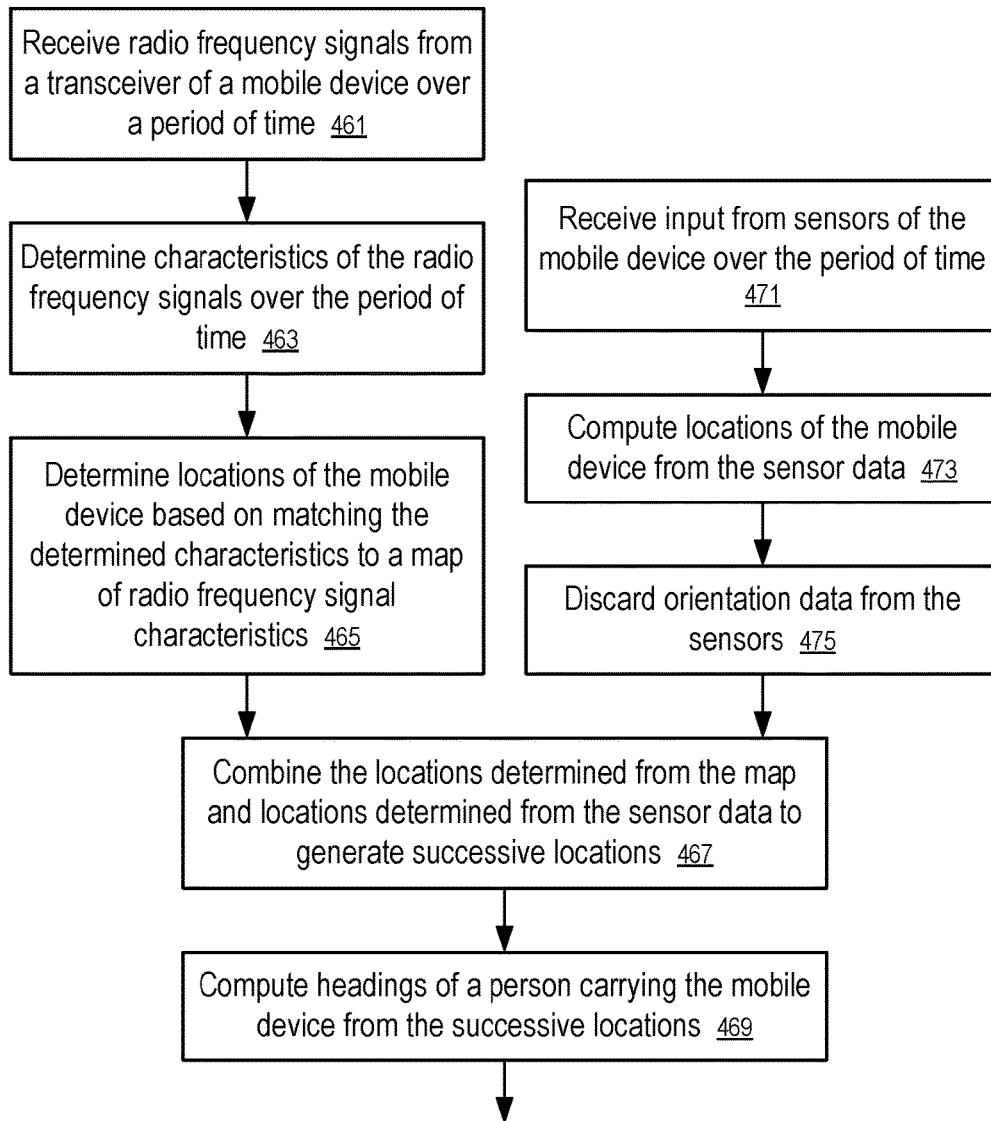 Receive radio frequency signals from
a transceiver of a mobile device over
a period of time 461
Determine characteristics of the radio
frequency signals over the period of
time 463
Determine locations of the mobile
device based on matching the
determined characteristics to a map
of radio frequency signal
characteristics 465
Receive input from sensors of the
mobile device over the period of time
471
Compute locations of the mobile
device from the sensor data 473
Discard orientation data from the
sensors 475
Combine the locations determined from the map
and locations determined from the sensor data to
generate successive locations 467
Compute headings of a person carrying the mobile
device from the successive locations 469